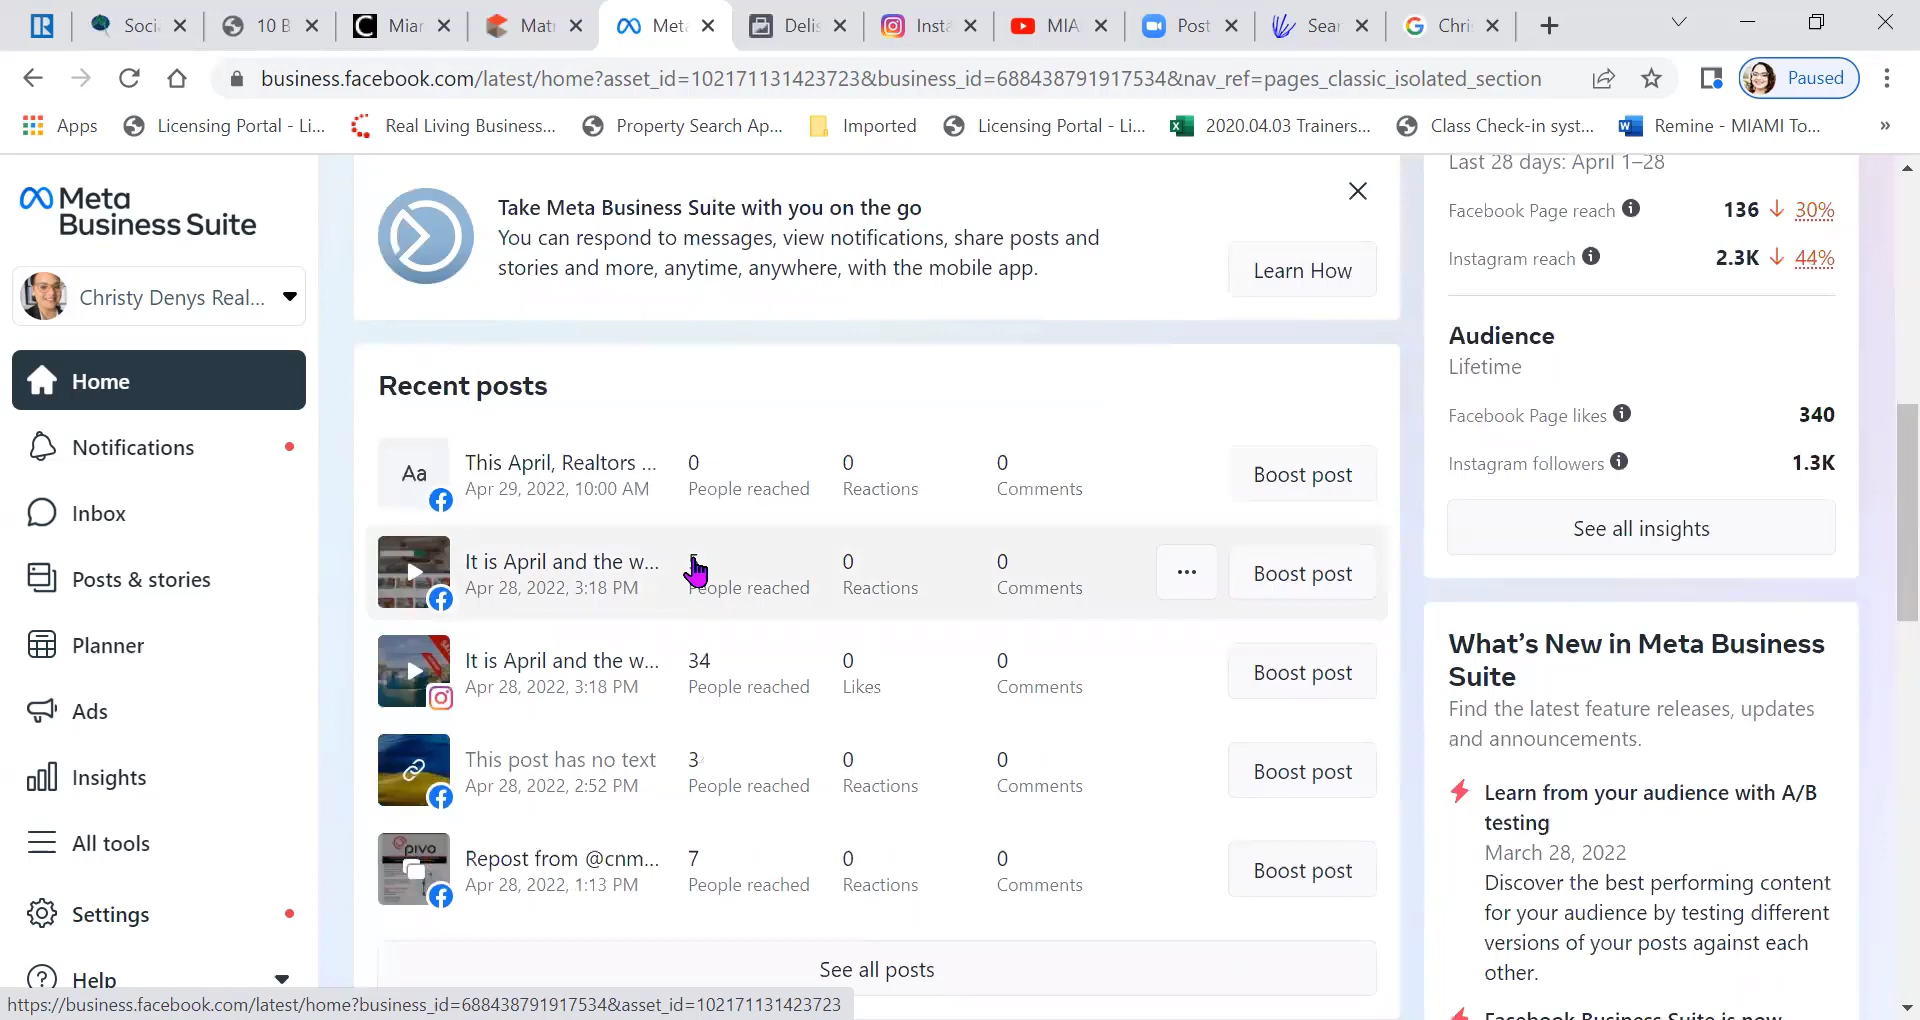 Soci
10 B
Miar
Matr
Meta
Delis
Insta
MIA
Post
Sear
Chri
business.facebook.com/latest/home?asset_id=102171131423723&business_id=688438791917534&nav_ref=pages_classic_isolated_section
Paused
Apps
Licensing Portal - Li...
Real Living Business...
Property Search Ap...
Imported
Licensing Portal - Li...
2020.04.03 Trainers...
Class Check-in syst...
Remine - MIAMI To...
»
Meta
Business Suite
Christy Denys Real...
Home
Notifications
Inbox
Posts & stories
Planner
Ads
Insights
All tools
Settings
Help
Take Meta Business Suite with you on the go
You can respond to messages, view notifications, share posts and
stories and more, anytime, anywhere, with the mobile app.
Learn How
Recent posts
Aa
This April, Realtors ...
Apr 29, 2022, 10:00 AM
0
People reached
0
Reactions
0
Comments
Boost post
It is April and the w...
Apr 28, 2022, 3:18 PM
People reached
0
Reactions
0
Comments
...
Boost post
It is April and the w...
Apr 28, 2022, 3:18 PM
34
People reached
0
Likes
0
Comments
Boost post
This post has no text
Apr 28, 2022, 2:52 PM
3
People reached
0
Reactions
0
Comments
Boost post
pivo
Repost from @cnm...
Apr 28, 2022, 1:13 PM
7
People reached
0
Reactions
0
Comments
Boost post
See all posts
Last 28 days: April 1–28
Facebook Page reach
136 ↓ 30%
Instagram reach
2.3K ↓ 44%
Audience
Lifetime
Facebook Page likes
340
Instagram followers
1.3K
See all insights
What's New in Meta Business
Suite
Find the latest feature releases, updates
and announcements.
Learn from your audience with A/B
testing
March 28, 2022
Discover the best performing content
for your audience by testing different
versions of your posts against each
other.
Facebook Business Suite is now
https://business.facebook.com/latest/home?business_id=688438791917534&asset_id=102171131423723